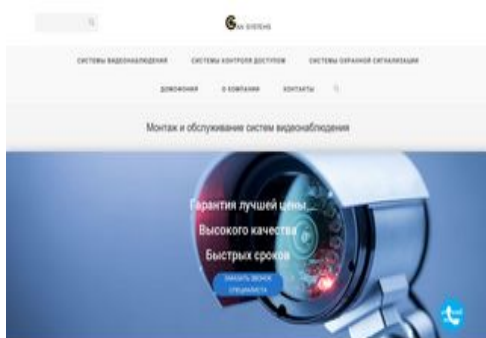 SYSTEMS
СИСТЕМЫ ВИДЕОНАБЛЮДЕНИЯ СИСТЕМЫ КОНТРОЛЯ ДОСТУПОМ СИСТЕМЫ ОХРАННОЙ СИГНАЛИЗАЦИИ
ДОМОФОНИЯ О КОМПАНИИ КОНТАКТЫ
Монтаж и обслуживание систем видеонаблюдения
Гарантия лучшей цены
Высокого качества
Быстрых сроков
ЗАКАЗАТЬ ЗВОНОК
СПЕЦИАЛИСТА